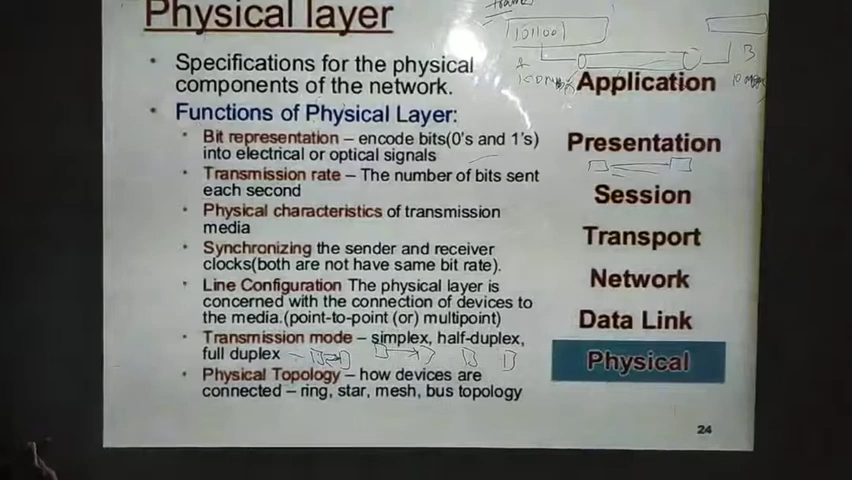 Physical layer
frames
101100
A
B
• Specifications for the physical
components of the network.
• Functions of Physical Layer:
• Bit representation – encode bits(0's and 1's)
into electrical or optical signals
• Transmission rate – The number of bits sent
each second
• Physical characteristics of transmission
media
• Synchronizing the sender and receiver
clocks(both are not have same bit rate).
• Line Configuration The physical layer is
concerned with the connection of devices to
the media.(point-to-point (or) multipoint)
• Transmission mode – simplex, half-duplex,
full duplex
• Physical Topology – how devices are
connected – ring, star, mesh, bus topology
Application
Presentation
Session
Transport
Network
Data Link
Physical
24